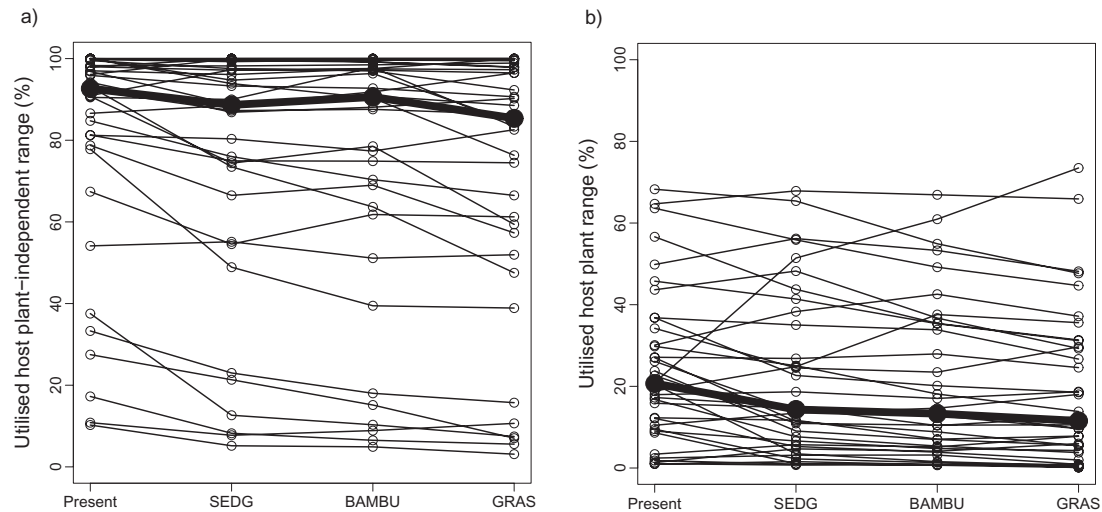 a)
Utilised host plant−independent range (%)
100
80
60
40
20
0
Present SEDG BAMBU GRAS
b)
Utilised host plant range (%)
100
80
60
40
20
0
Present SEDG BAMBU GRAS